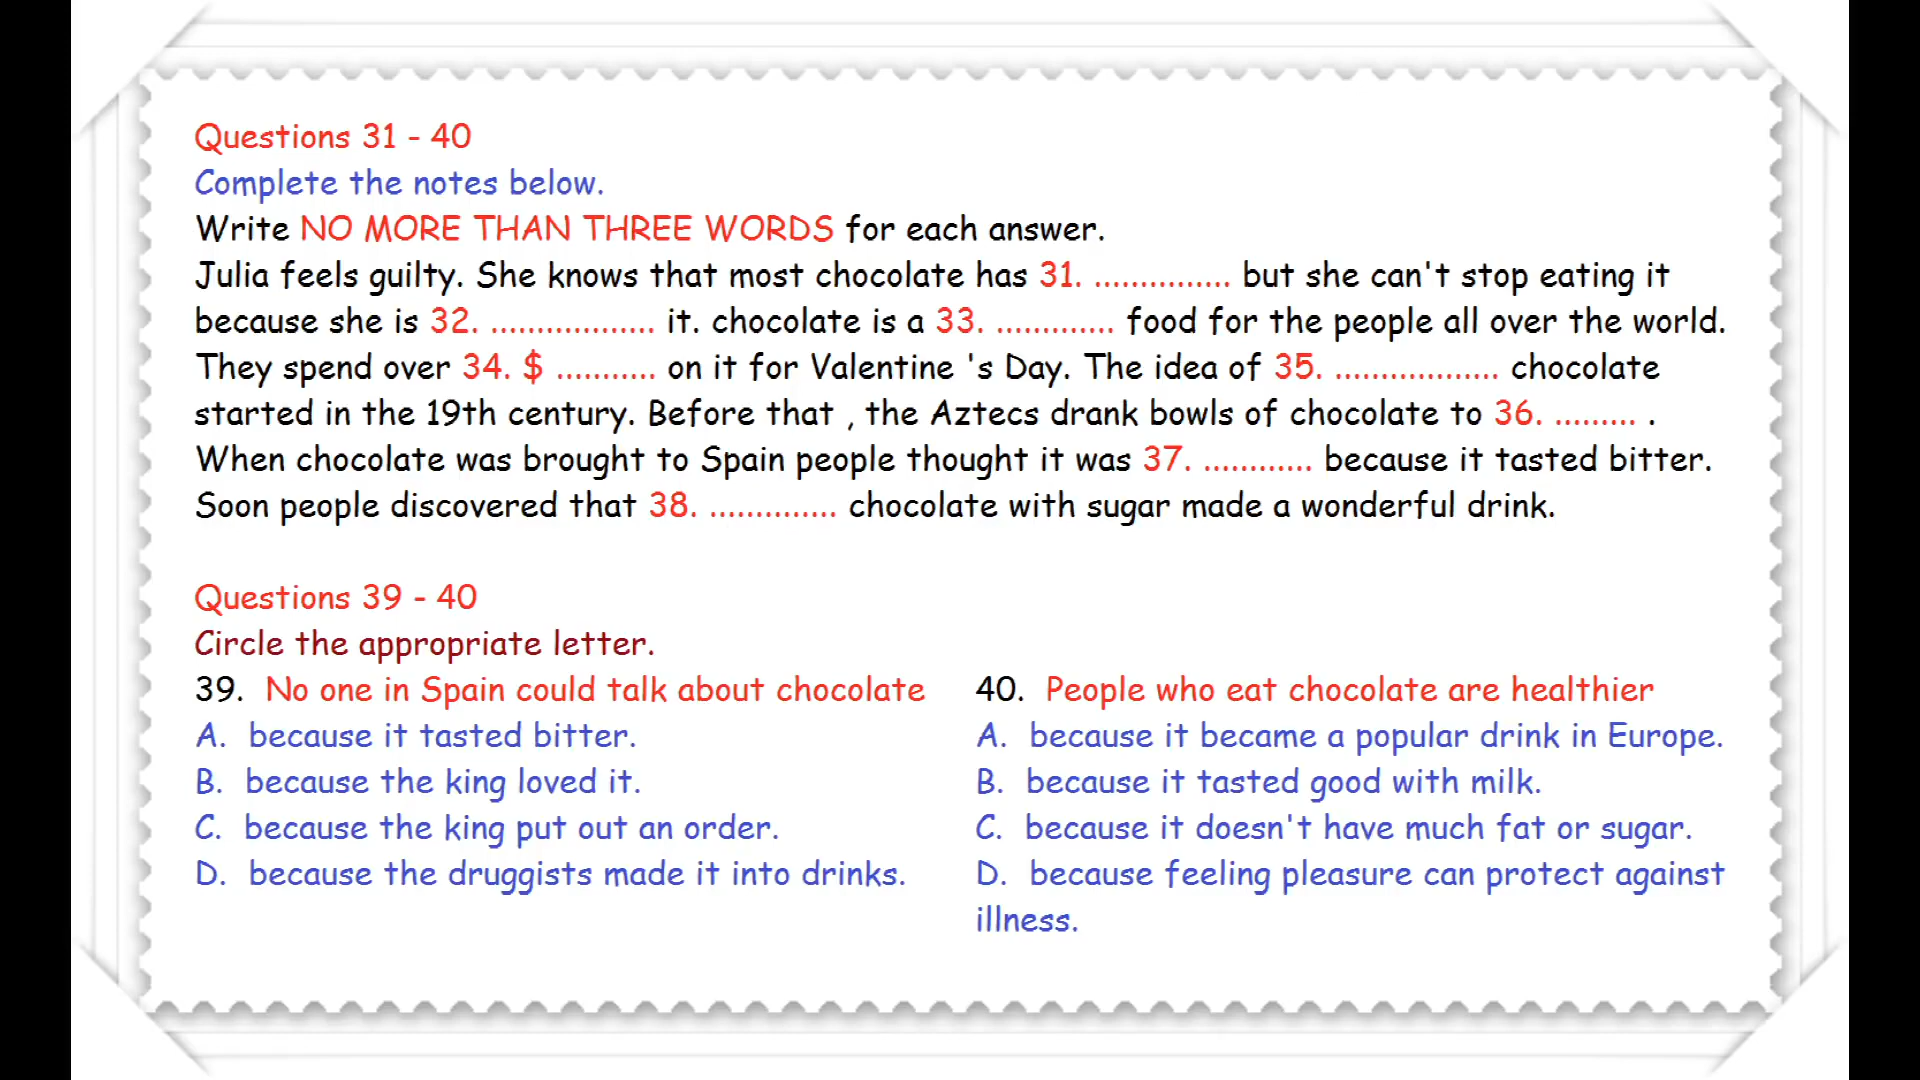 Questions 31 - 40
Complete the notes below.
Write NO MORE THAN THREE WORDS for each answer.
Julia feels guilty. She knows that most chocolate has 31. ............... but she can't stop eating it
because she is 32. .................. it. chocolate is a 33. ............. food for the people all over the world.
They spend over 34. $ ........... on it for Valentine 's Day. The idea of 35. .................. chocolate
started in the 19th century. Before that , the Aztecs drank bowls of chocolate to 36. ......... .
When chocolate was brought to Spain people thought it was 37. ............ because it tasted bitter.
Soon people discovered that 38. .............. chocolate with sugar made a wonderful drink.
Questions 39 - 40
Circle the appropriate letter.
39. No one in Spain could talk about chocolate
A. because it tasted bitter.
B. because the king loved it.
C. because the king put out an order.
D. because the druggists made it into drinks.
40. People who eat chocolate are healthier
A. because it became a popular drink in Europe.
B. because it tasted good with milk.
C. because it doesn't have much fat or sugar.
D. because feeling pleasure can protect against
illness.